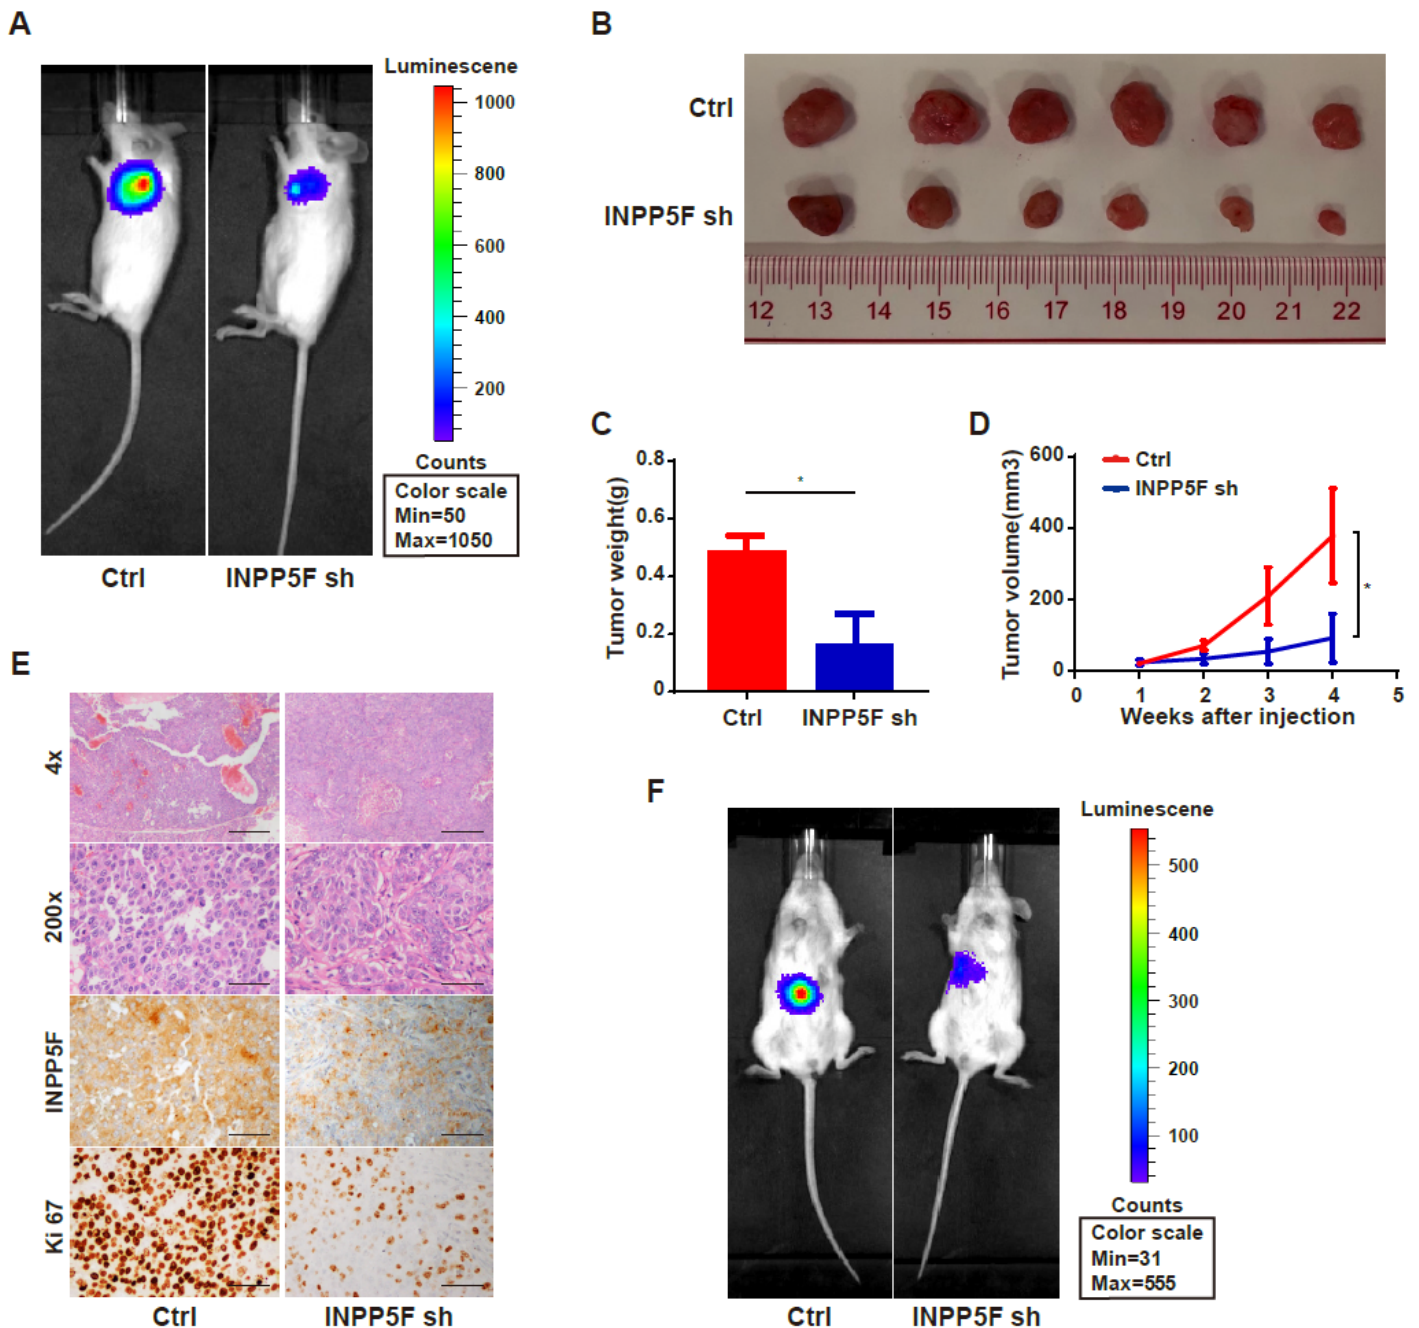 A
Luminescene
1000
800
600
400
200
Counts
Color scale
Min=50
Max=1050
Ctrl
INPP5F sh
B
Ctrl
INPP5F sh
12 13 14 15 16 17 18 19 20 21 22
C
Tumor weight(g)
0.8
0.6
0.4
0.2
0
*
Ctrl
INPP5F sh
D
Tumor volume(mm3)
600
400
200
0
Ctrl
INPP5F sh
*
0 1 2 3 4 5
Weeks after injection
E
4x
200x
INPP5F
Ki 67
Ctrl
INPP5F sh
F
Luminescene
500
400
300
200
100
Counts
Color scale
Min=31
Max=555
Ctrl
INPP5F sh